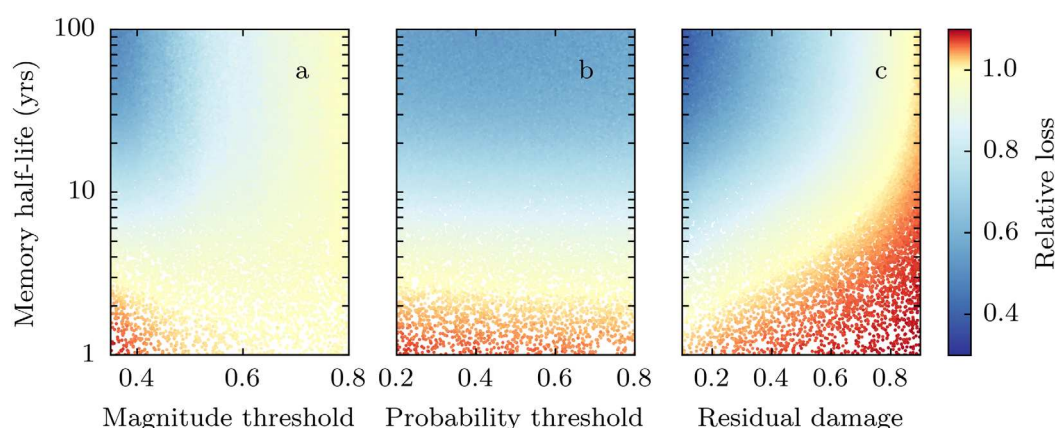 100
10
1
Memory half-life (yrs)
a
b
c
0.4 0.6 0.8
0.2 0.4 0.6 0.8
0.2 0.4 0.6 0.8
Magnitude threshold
Probability threshold
Residual damage
1.0
0.8
0.6
0.4
Relative loss